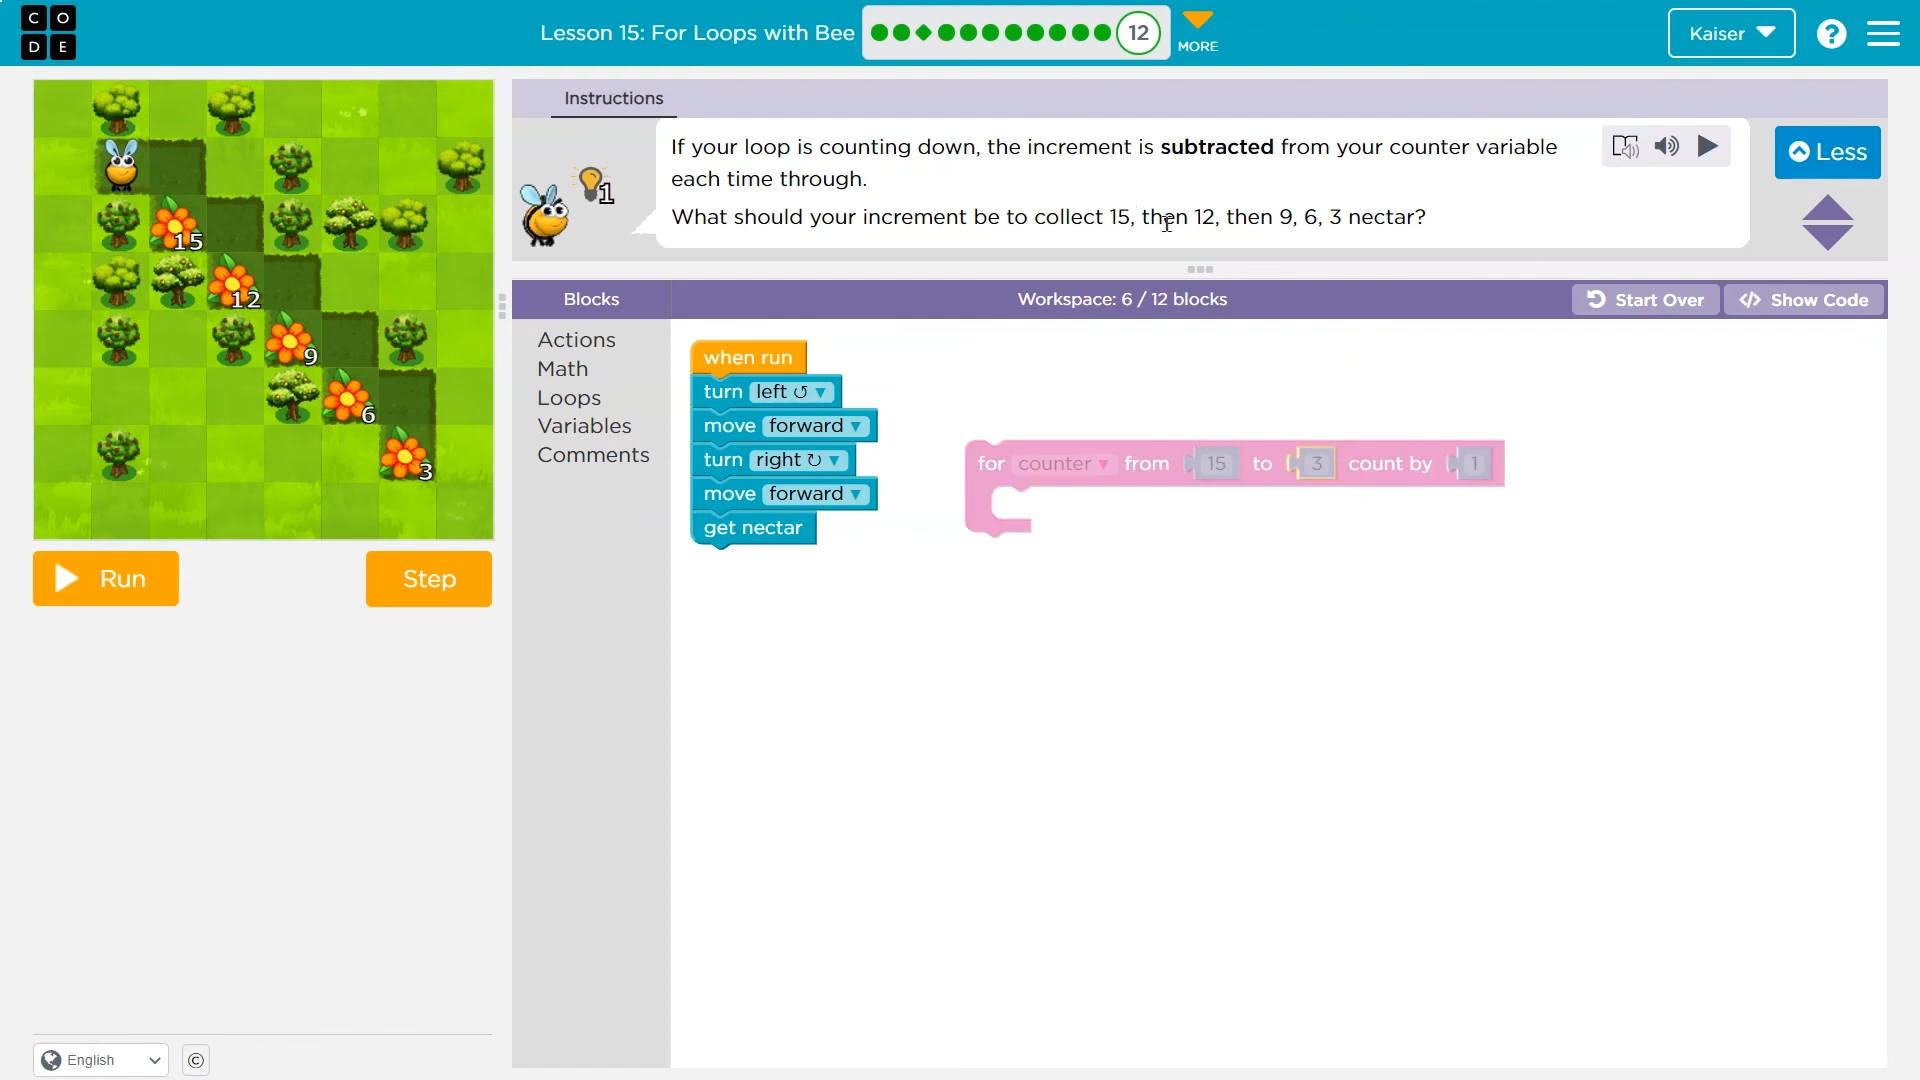 C O
D E
Lesson 15: For Loops with Bee
12
MORE
Kaiser
?
Instructions
If your loop is counting down, the increment is subtracted from your counter variable
each time through.
What should your increment be to collect 15, then 12, then 9, 6, 3 nectar?
1
Less
15
12
9
6
3
Blocks
Workspace: 6 / 12 blocks
Start Over
</> Show Code
Actions
Math
Loops
Variables
Comments
when run
turn left ↺ ▼
move forward ▼
turn right ↻ ▼
move forward ▼
get nectar
for counter ▼ from 15 to 3 count by 1
Run
Step
English
©